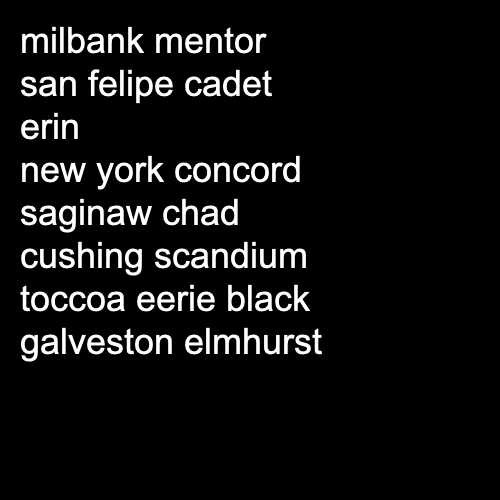 milbank mentor
san felipe cadet
erin
new york concord
saginaw chad
cushing scandium
toccoa eerie black
galveston elmhurst